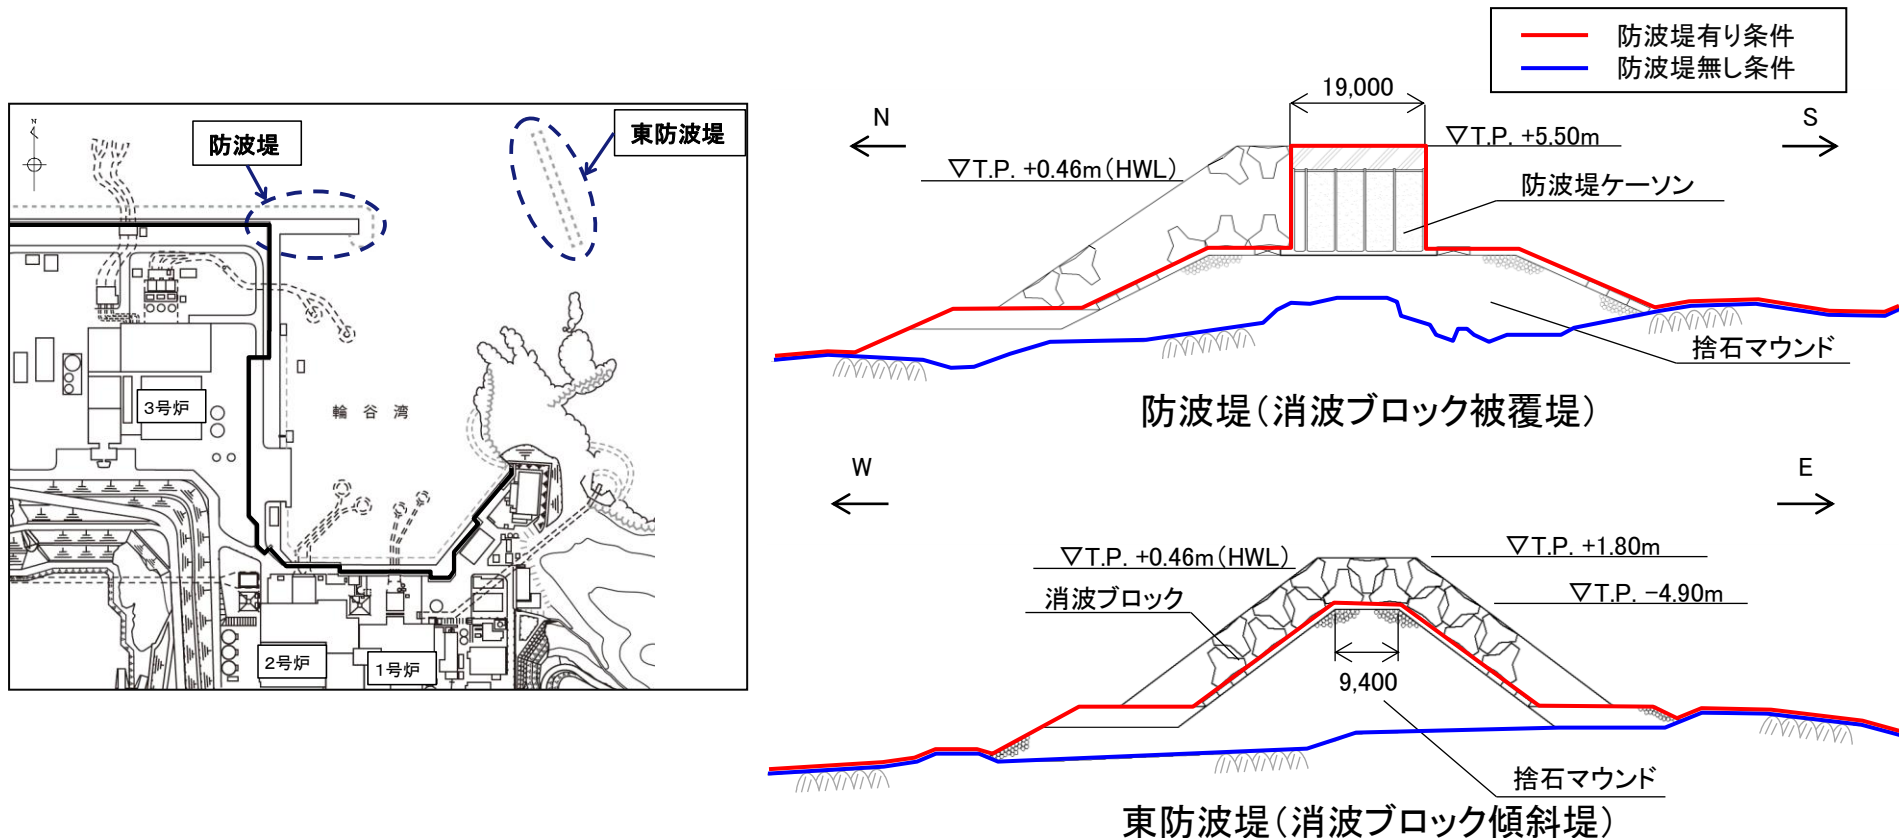 防波堤有り条件
防波堤無し条件
N
防波堤
東防波堤
3号炉
輪谷湾
2号炉
1号炉
19,000
N
S
▽T.P. +5.50m
▽T.P. +0.46m(HWL)
防波堤ケーソン
捨石マウンド
防波堤(消波ブロック被覆堤)
W
E
▽T.P. +0.46m(HWL)
▽T.P. +1.80m
▽T.P. −4.90m
消波ブロック
9,400
捨石マウンド
東防波堤(消波ブロック傾斜堤)